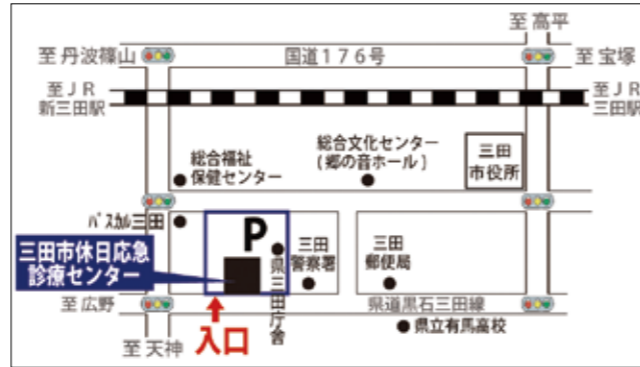 至 高平
至 丹波篠山
国道１７６号
至 宝塚
至ＪＲ
新三田駅
至ＪＲ
三田駅
総合福祉
保健センター
総合文化センター
(郷の音ホール)
三田
市役所
パスカル三田
P
三田市休日応急
診療センター
県三田庁舎
三田
警察署
三田
郵便局
至 広野
入口
県道黒石三田線
県立有馬高校
至 天神